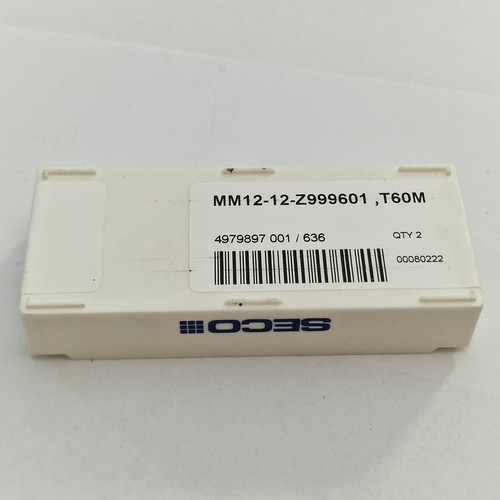 MM12-12-Z999601 ,T60M
4979897 001 / 636
QTY 2
00080222
SECO